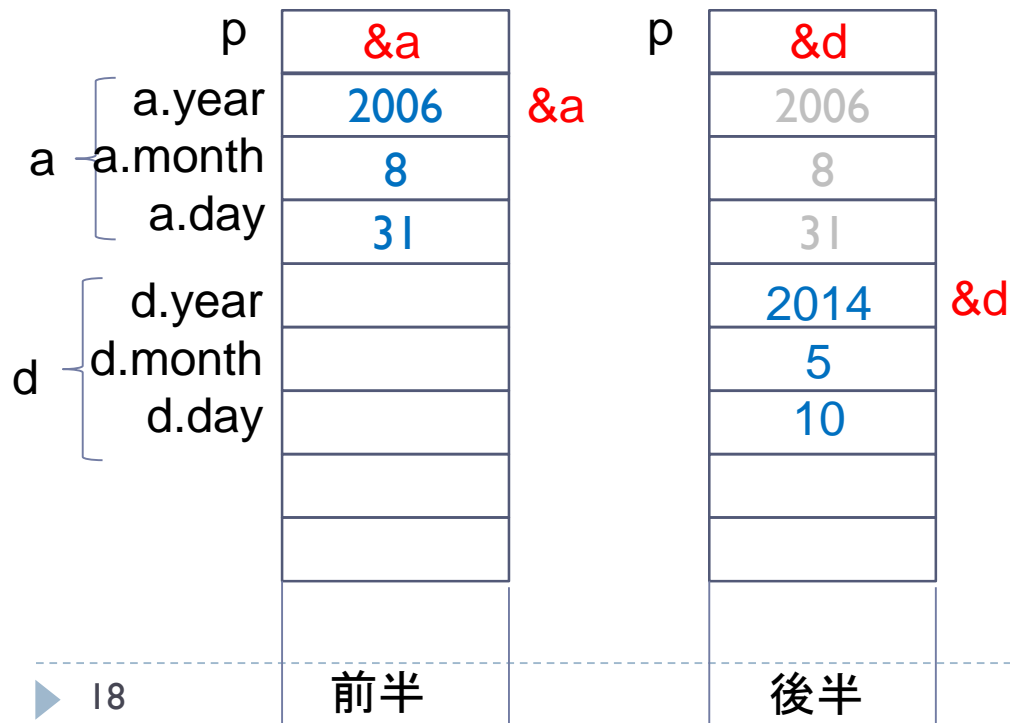 p &a p &d
a.year 2006 &a 2006
a a.month 8 8
a.day 31 31
d.year 2014 &d
d d.month 5
d.day 10
18 前半 後半